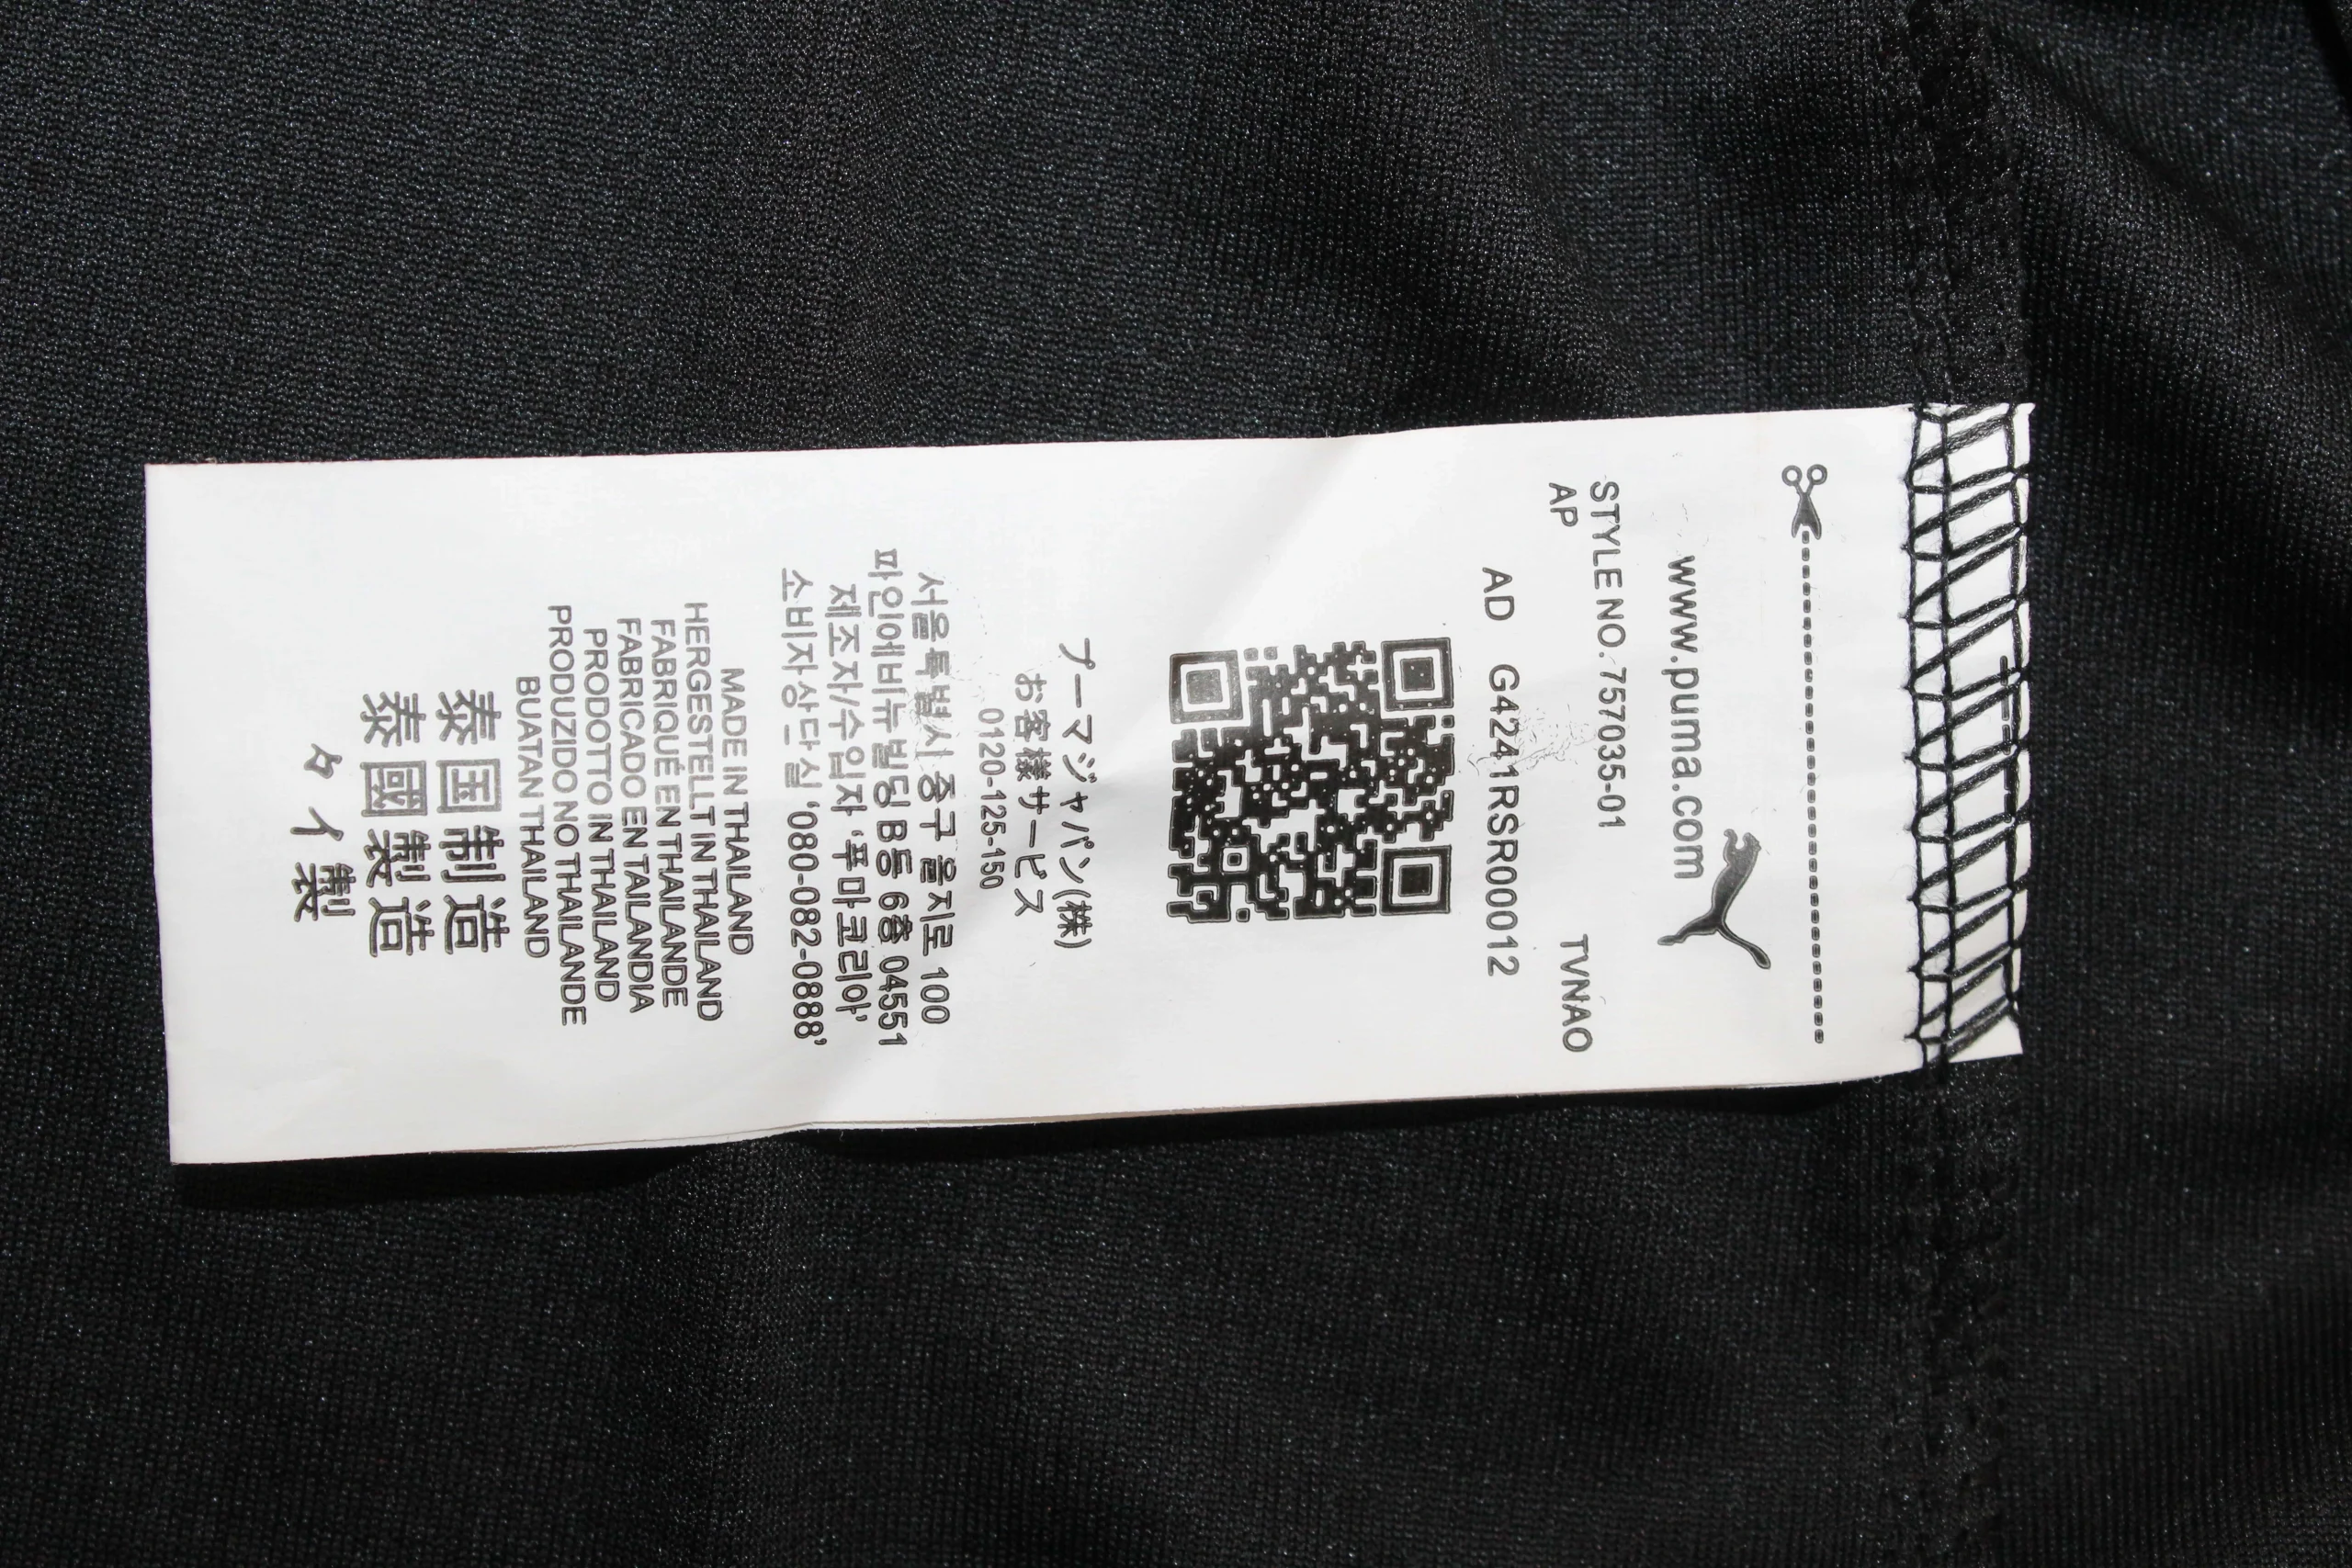 www.puma.com
STYLE NO. 757035-01
AP TVNAO
AD G4241RSR00012
プーマジャパン(株)
お客様サービス
0120-125-150
서울특별시 중구 을지로 100
파인에비뉴빌딩 B동 6층 04551
제조자/수입자 '푸마코리아'
소비자상단실 '080-082-0888'
MADE IN THAILAND
HERGESTELLT IN THAILAND
FABRIQUÉ EN THAILANDE
FABRICADO EN TAILANDIA
PRODOTTO IN THAILAND
PRODUZIDO NO THAILANDE
BUATAN THAILAND
泰国制造
泰國製造
タイ製